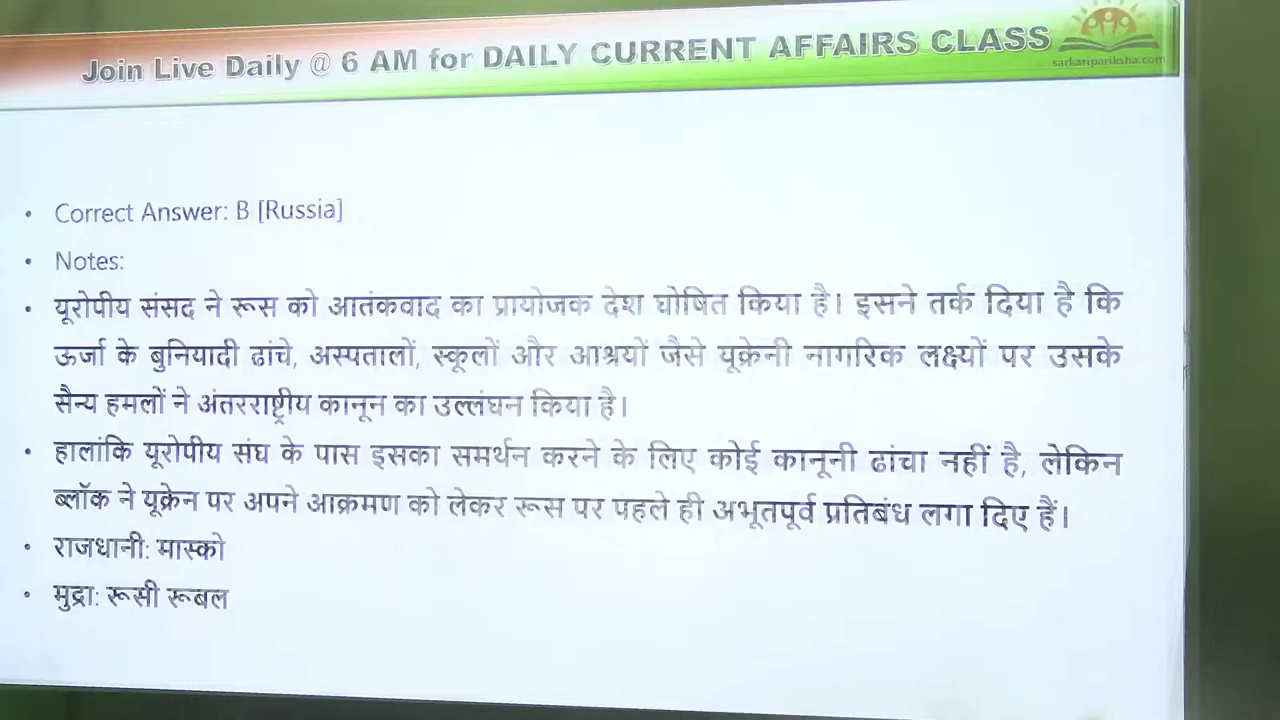 Join Live Daily @ 6 AM for DAILY CURRENT AFFAIRS CLASS
sarkaripariksha.com
• Correct Answer: B [Russia]
• Notes:
• यूरोपीय संसद ने रूस को आतंकवाद का प्रायोजक देश घोषित किया है। इसने तर्क दिया है कि
ऊर्जा के बुनियादी ढांचे, अस्पतालों, स्कूलों और आश्रयों जैसे यूक्रेनी नागरिक लक्ष्यों पर उसके
सैन्य हमलों ने अंतरराष्ट्रीय कानून का उल्लंघन किया है।
• हालांकि यूरोपीय संघ के पास इसका समर्थन करने के लिए कोई कानूनी ढांचा नहीं है, लेकिन
ब्लॉक ने यूक्रेन पर अपने आक्रमण को लेकर रूस पर पहले ही अभूतपूर्व प्रतिबंध लगा दिए हैं।
• राजधानी: मास्को
• मुद्रा: रूसी रूबल